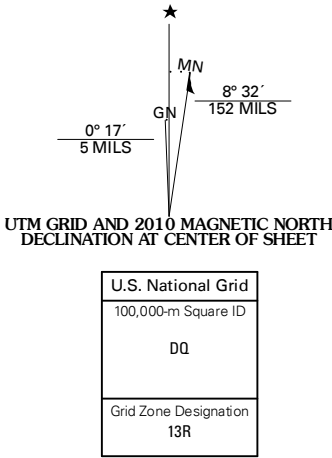 MN
GN
8° 32´
152 MILS
0° 17´
5 MILS
UTM GRID AND 2010 MAGNETIC NORTH
DECLINATION AT CENTER OF SHEET
U.S. National Grid
100,000-m Square ID
DQ
Grid Zone Designation
13R